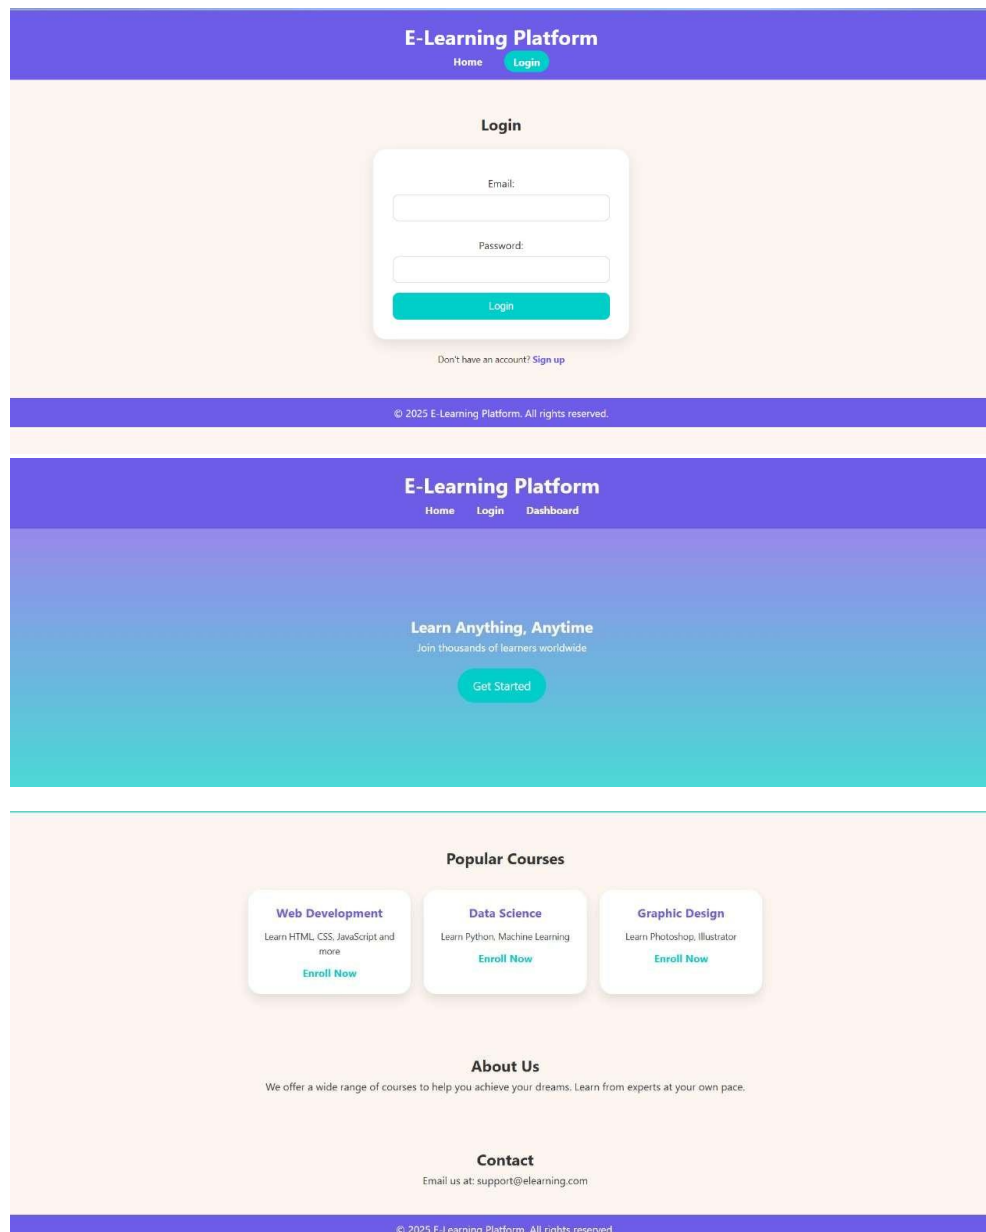 E-Learning Platform
Home Login
Login
Email:
Password:
Login
Don't have an account? Sign up
© 2025 E-Learning Platform. All rights reserved.
E-Learning Platform
Home Login Dashboard
Learn Anything, Anytime
Join thousands of learners worldwide
Get Started
Popular Courses
Web Development
Learn HTML, CSS, JavaScript and
more
Enroll Now
Data Science
Learn Python, Machine Learning
Enroll Now
Graphic Design
Learn Photoshop, Illustrator
Enroll Now
About Us
We offer a wide range of courses to help you achieve your dreams. Learn from experts at your own pace.
Contact
Email us at: support@elearning.com
© 2025 E-Learning Platform. All rights reserved.